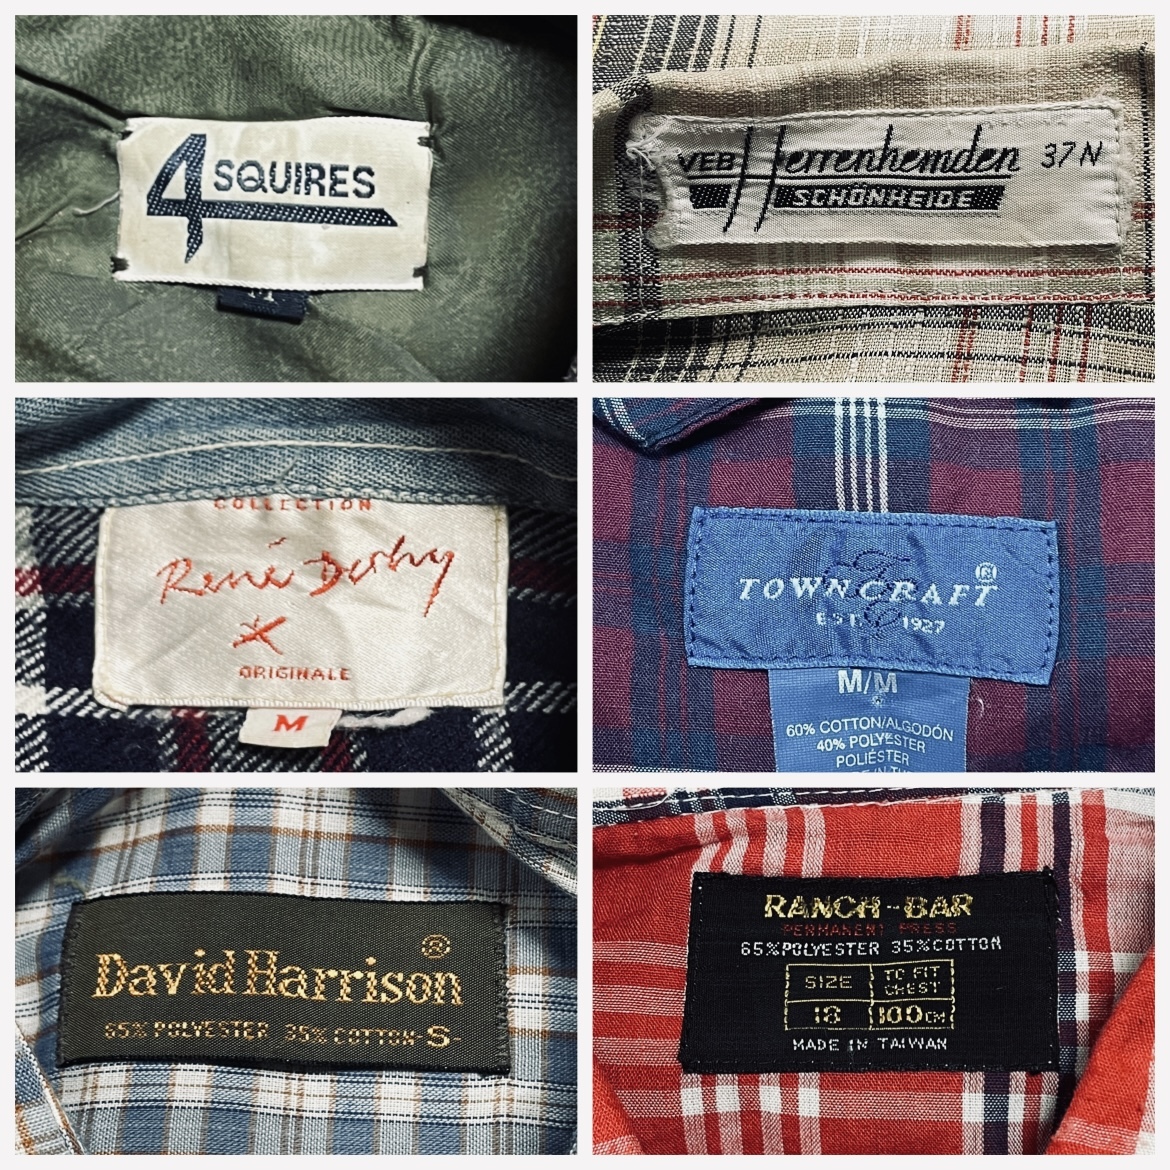 4 SQUIRES
M
VEB Herrenhemden 37 N
SCHÖNHEIDE
COLLECTION
René Derhy
ORIGINALE
M
TOWNCRAFT®
EST. 1927
M/M
60% COTTON/ALGODÓN
40% POLYESTER
POLIÉSTER
David Harrison®
65% POLYESTER 35% COTTON-S-
RANCH-BAR
PERMANENT PRESS
65% POLYESTER 35% COTTON
SIZE TO FIT CHEST
18 100CM
MADE IN TAIWAN